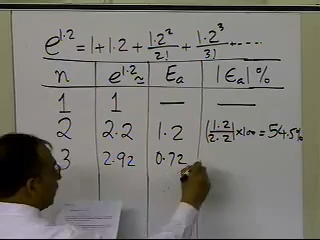 e^1.2 = 1 + 1.2 + 1.2²/2! + 1.2³/3! + ....
n e^1.2 ≃ Ea |Ea| %
1 1 — —
2 2.2 1.2 |1.2/2.2| × 100 = 54.5%
3 2.92 0.72